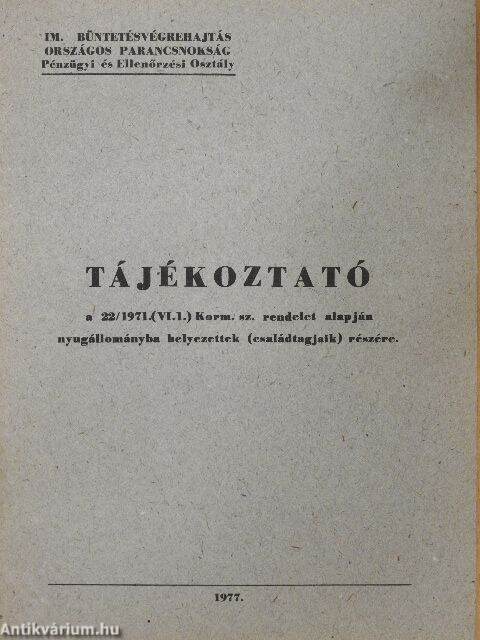 IM. BÜNTETÉSVÉGREHAJTÁS
ORSZÁGOS PARANCSNOKSÁG
Pénzügyi és Ellenőrzési Osztály
TÁJÉKOZTATÓ
a 22/1971.(VI.1.) Korm. sz. rendelet alapján
nyugállományba helyezettek (családtagjaik) részére.
1977.
Antikvárium.hu